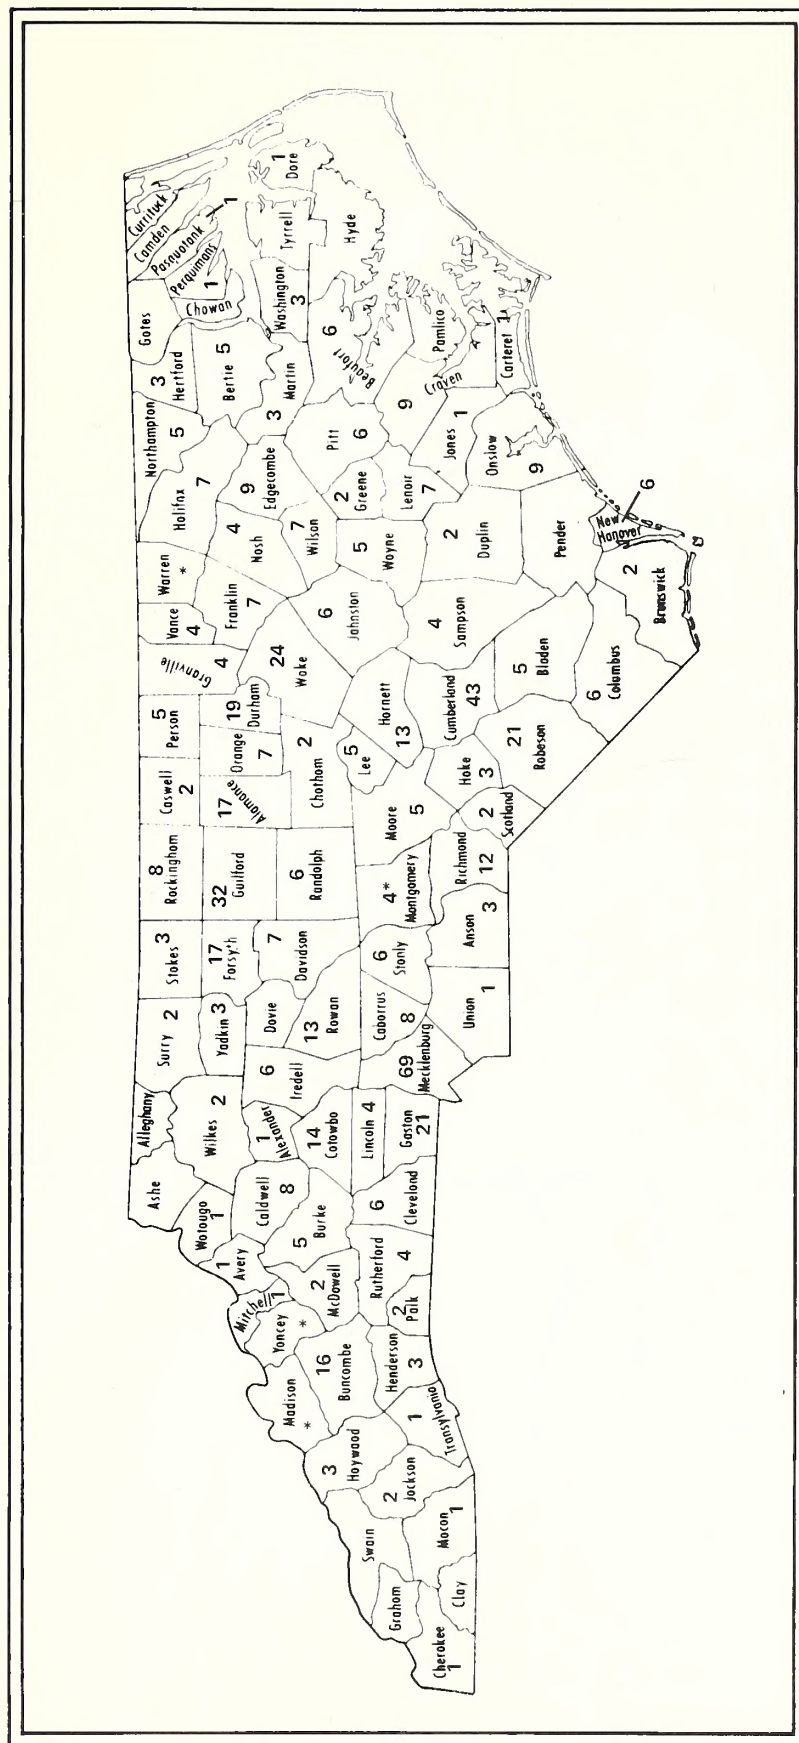 Cherokee
1
Graham
Clay
Swain
Macon
1
Jackson
2
Haywood
3
Transylvania
1
Madison
*
Buncombe
16
Henderson
3
Yancey
*
Mitchell
1
Avery
1
McDowell
2
Polk
2
Rutherford
4
Burke
5
Cleveland
6
Watauga
1
Caldwell
8
Ashe
Alleghany
Wilkes
2
Alexander
1
Catawba
14
Lincoln 4
Gaston
21
Iredell
6
Mecklenburg
69
Surry 2
Yadkin 3
Davie
Rowan
13
Cabarrus
8
Union
1
Stokes
3
Forsyth
17
Davidson
7
Stanly
6
Anson
3
Rockingham
8
Guilford
32
Randolph
6
Montgomery
4*
Richmond
12
Caswell
2
Alamance
17
Orange
7
Chatham
2
Moore
5
Scotland
2
Hoke
3
Person
5
Durham
19
Lee
5
Harnett
13
Cumberland
43
Robeson
21
Granville
4
Vance
4
Wake
24
Warren
*
Franklin
7
Johnston
6
Sampson
4
Bladen
5
Columbus
6
Brunswick
2
New
Hanover
6
Pender
Duplin
2
Wayne
5
Wilson
7
Nash
4
Halifax
7
Northampton
5
Edgecombe
9
Greene
2
Lenoir
7
Pitt
6
Jones
1
Onslow
9
Hertford
3
Bertie
5
Martin
3
Gates
Chowan
Perquimans
1
Pasquotank
1
Camden
Currituck
Washington
3
Tyrrell
Dare
1
Hyde
Beaufort
6
Craven
9
Pamlico
Carteret
1